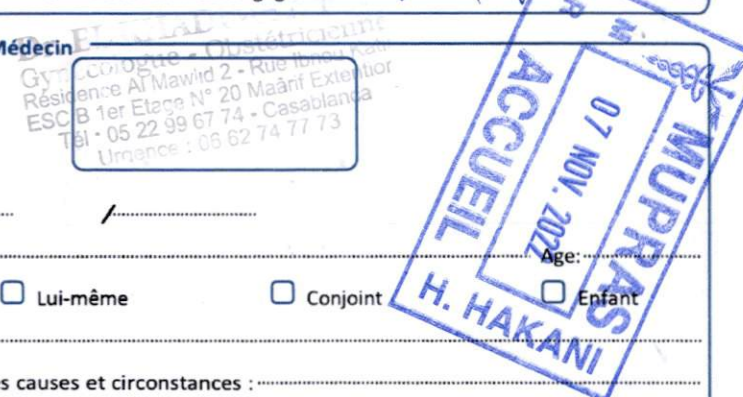 Médecin
Gynécologue - Obstétricienne
Résidence Al Mawlid 2 - Rue Ibnou
ESC B 1er Etage N° 20 Maârif Extention
Tél : 05 22 99 67 74 - Casablanca
Urgence : 06 62 74 77 73
MUPRAS
07 NOV. 2022
ACCUEIL
H. HAKANI
/
Age:
Lui-même Conjoint Enfant
s causes et circonstances :